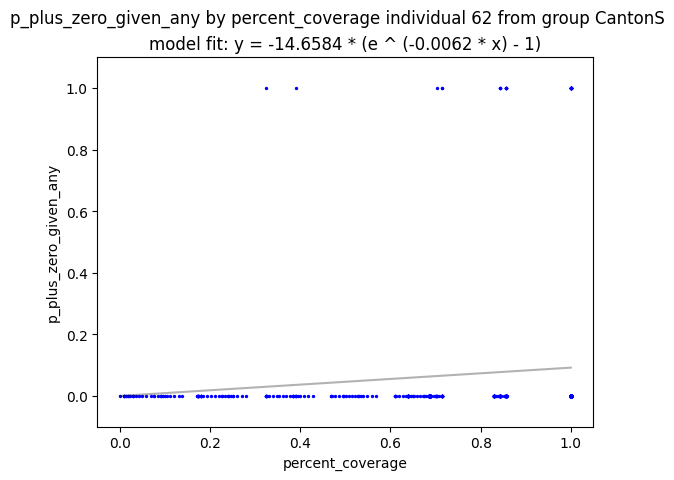 p_plus_zero_given_any by percent_coverage individual 62 from group CantonS
model fit: y = -14.6584 * (e ^ (-0.0062 * x) - 1)
1.0
0.8
0.6
0.4
0.2
0.0
p_plus_zero_given_any
0.0 0.2 0.4 0.6 0.8 1.0
percent_coverage